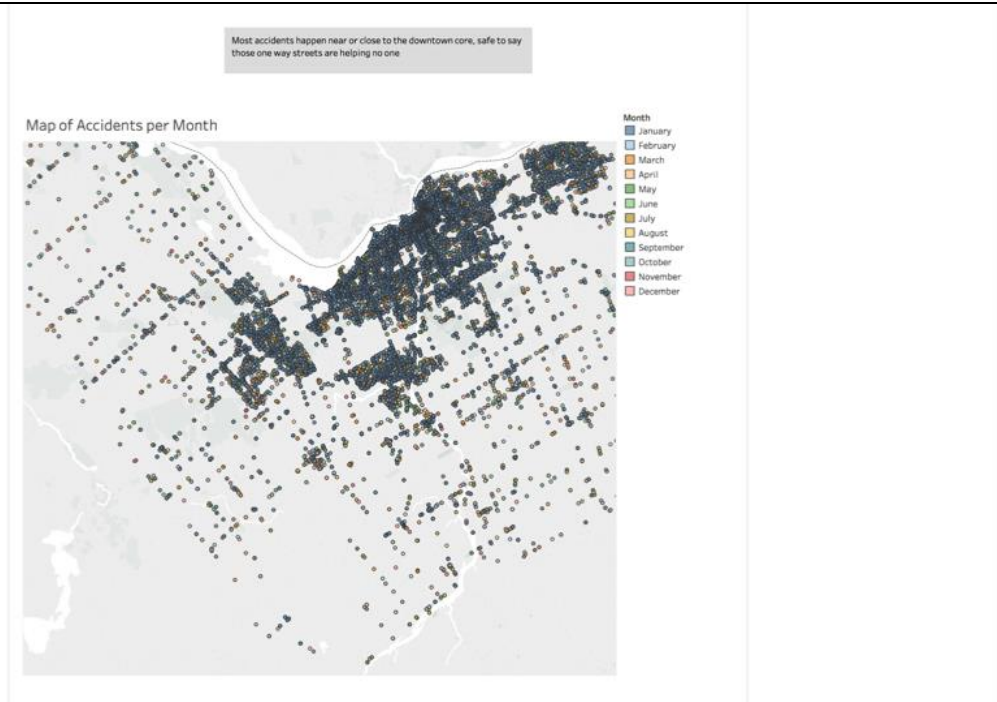 Most accidents happen near or close to the downtown core, safe to say
those one way streets are helping no one
Map of Accidents per Month
Month
January
February
March
April
May
June
July
August
September
October
November
December